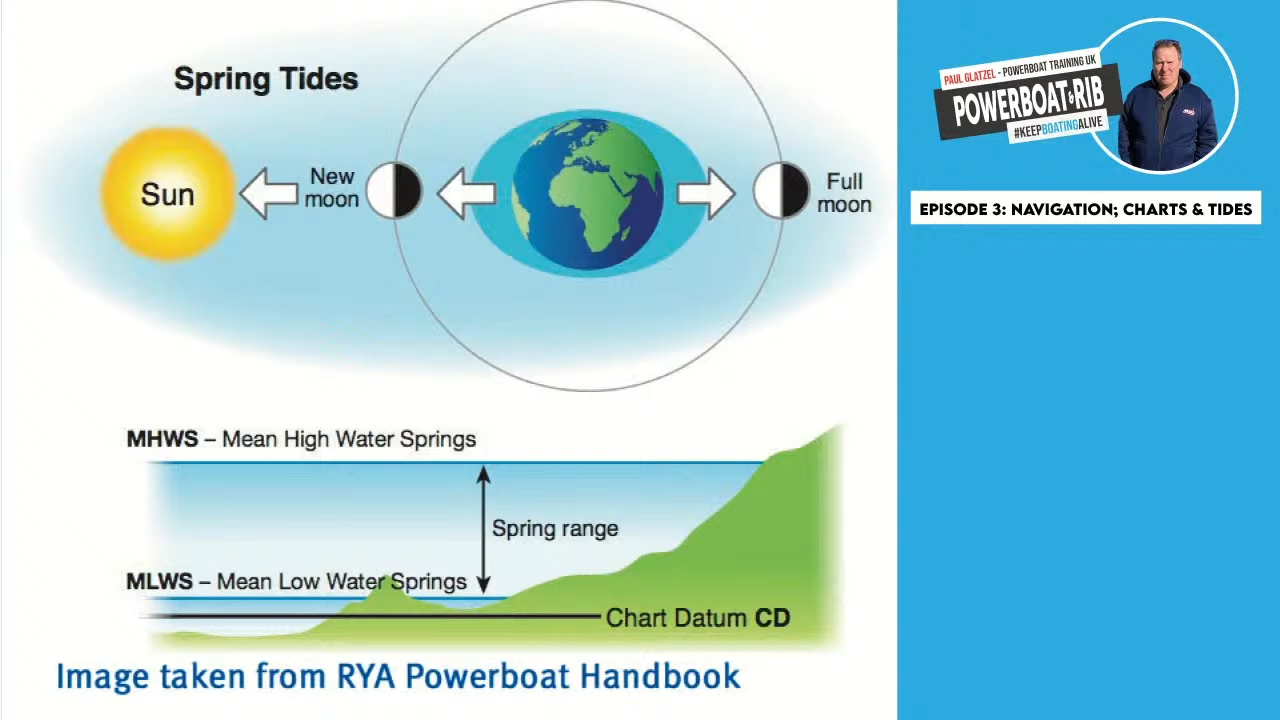 Spring Tides
Sun
New
moon
Full
moon
MHWS – Mean High Water Springs
Spring range
MLWS – Mean Low Water Springs
Chart Datum CD
Image taken from RYA Powerboat Handbook
PAUL GLATZEL - POWERBOAT TRAINING UK
POWERBOAT & RIB
#KEEPBOATINGALIVE
EPISODE 3: NAVIGATION; CHARTS & TIDES